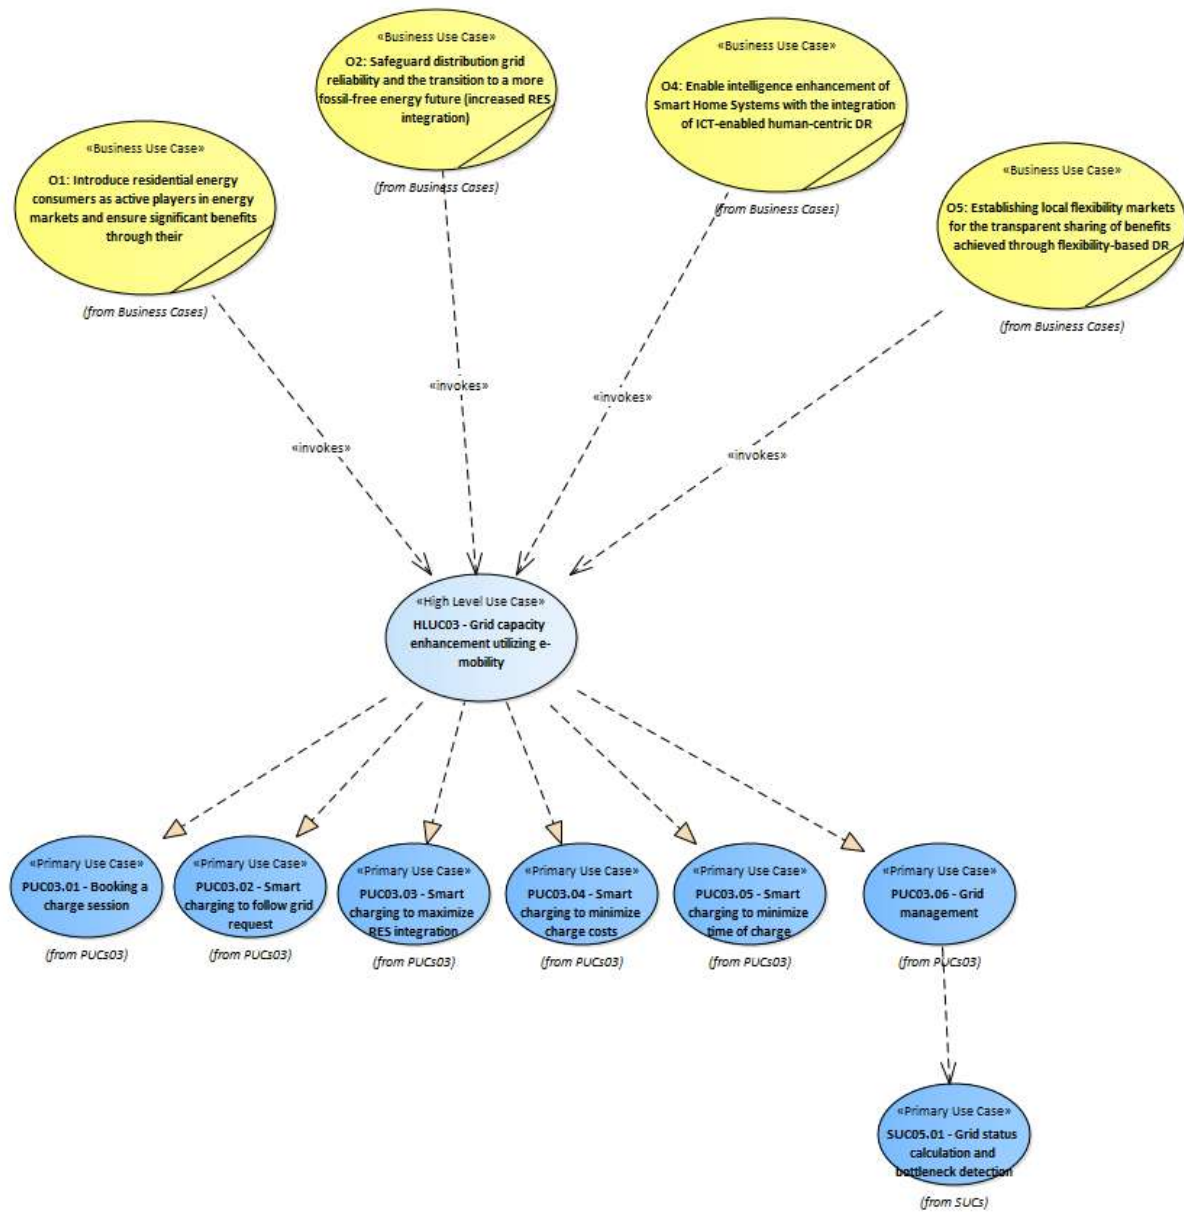 «Business Use Case»
O2: Safeguard distribution grid
reliability and the transition to a more
fossil-free energy future (increased RES
integration)
(from Business Cases)
«Business Use Case»
O4: Enable intelligence enhancement of
Smart Home Systems with the integration
of ICT-enabled human-centric DR
(from Business Cases)
«Business Use Case»
O1: Introduce residential energy
consumers as active players in energy
markets and ensure significant benefits
through their
(from Business Cases)
«Business Use Case»
O5: Establishing local flexibility markets
for the transparent sharing of benefits
achieved through flexibility-based DR
(from Business Cases)
«invokes»
«invokes»
«invokes»
«invokes»
«High Level Use Case»
HLUC03 - Grid capacity
enhancement utilizing e-
mobility
«Primary Use Case»
PUC03.01 - Booking a
charge session
(from PUCs03)
«Primary Use Case»
PUC03.02 - Smart
charging to follow grid
request
(from PUCs03)
«Primary Use Case»
PUC03.03 - Smart
charging to maximize
RES integration
(from PUCs03)
«Primary Use Case»
PUC03.04 - Smart
charging to minimize
charge costs
(from PUCs03)
«Primary Use Case»
PUC03.05 - Smart
charging to minimize
time of charge
(from PUCs03)
«Primary Use Case»
PUC03.06 - Grid
management
(from PUCs03)
«Primary Use Case»
SUC05.01 - Grid status
calculation and
bottleneck detection
(from SUCs)